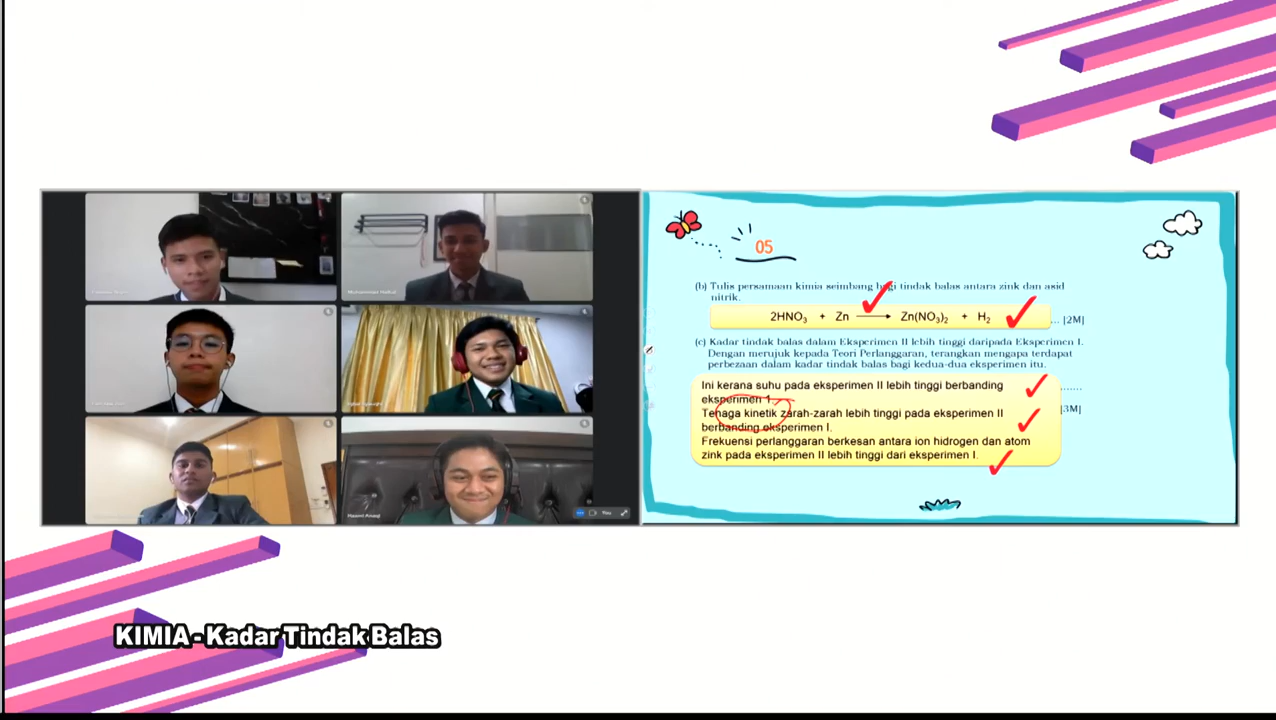 05
(b) Tulis persamaan kimia seimbang bagi tindak balas antara zink dan asid
nitrik.
2HNO₃ + Zn ⟶ Zn(NO₃)₂ + H₂
... [2M]
(c) Kadar tindak balas dalam Eksperimen II lebih tinggi daripada Eksperimen I.
Dengan merujuk kepada Teori Perlanggaran, terangkan mengapa terdapat
perbezaan dalam kadar tindak balas bagi kedua-dua eksperimen itu.
Ini kerana suhu pada eksperimen II lebih tinggi berbanding
eksperimen 1.
.......
Tenaga kinetik zarah-zarah lebih tinggi pada eksperimen II
[3M]
berbanding eksperimen I.
Frekuensi perlanggaran berkesan antara ion hidrogen dan atom
zink pada eksperimen II lebih tinggi dari eksperimen I.
You
KIMIA - Kadar Tindak Balas